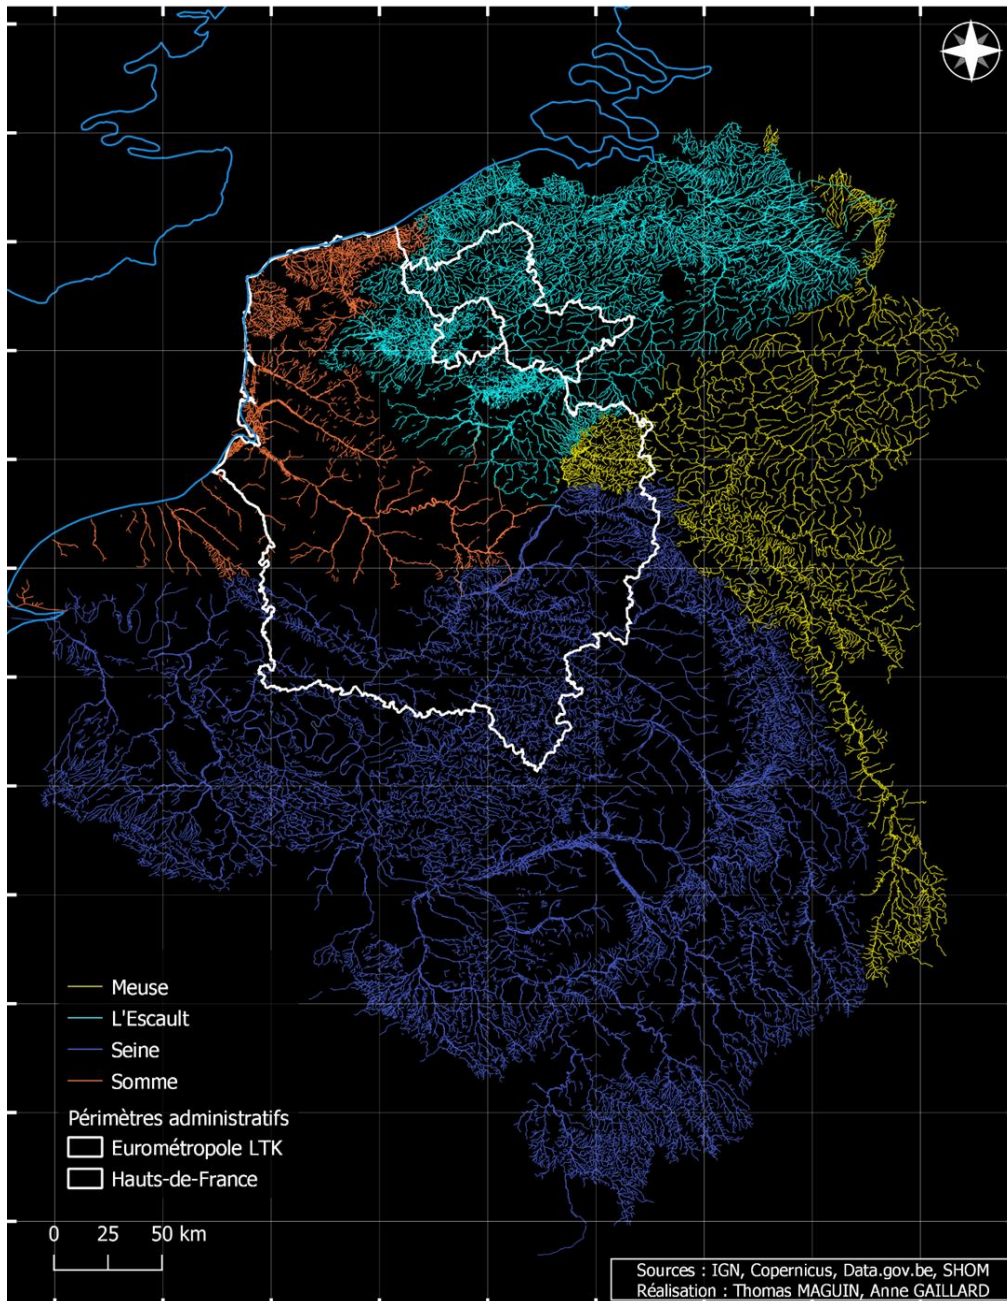 Meuse
L'Escault
Seine
Somme
Périmètres administratifs
Eurométropole LTK
Hauts-de-France
0 25 50 km
Sources : IGN, Copernicus, Data.gov.be, SHOM
Réalisation : Thomas MAGUIN, Anne GAILLARD